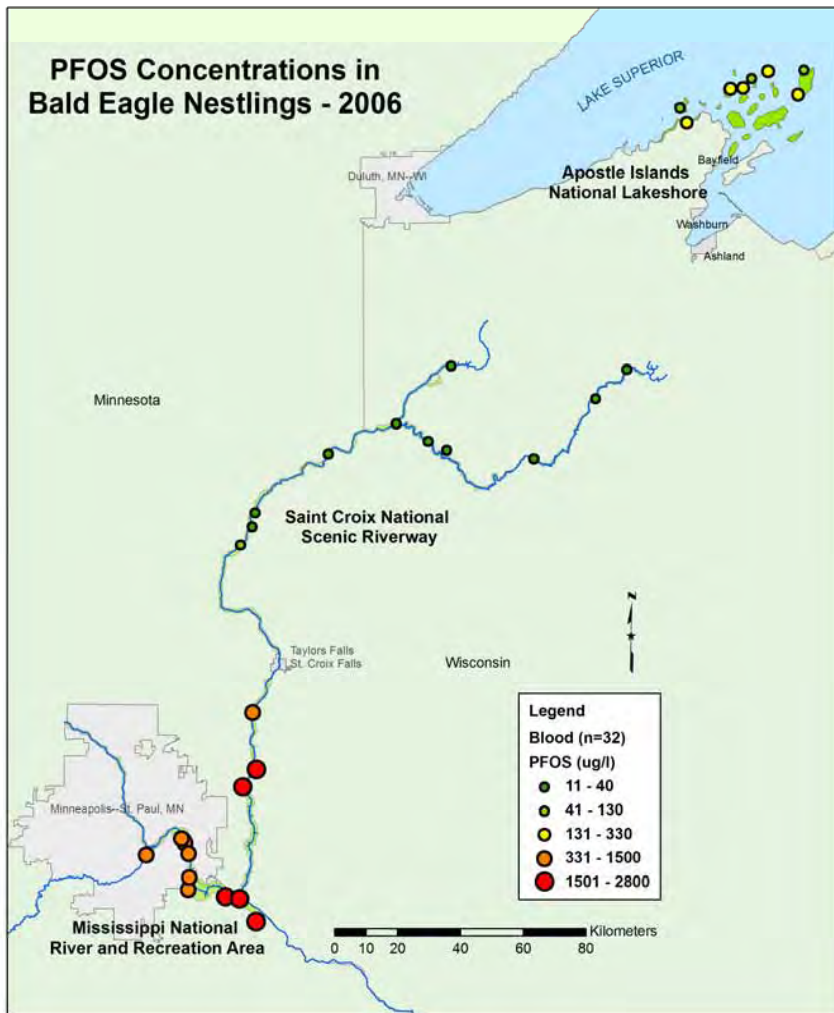 PFOS Concentrations in
Bald Eagle Nestlings - 2006
LAKE SUPERIOR
Duluth, MN--WI
Apostle Islands
National Lakeshore
Bayfield
Washburn
Ashland
Minnesota
Saint Croix National
Scenic Riverway
N
Taylors Falls
St. Croix Falls
Wisconsin
Legend
Blood (n=32)
PFOS (ug/l)
11 - 40
41 - 130
131 - 330
331 - 1500
1501 - 2800
Minneapolis--St. Paul, MN
Mississippi National
River and Recreation Area
Kilometers
0 10 20 40 60 80